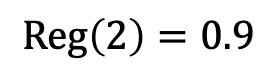 Reg(2) = 0.9